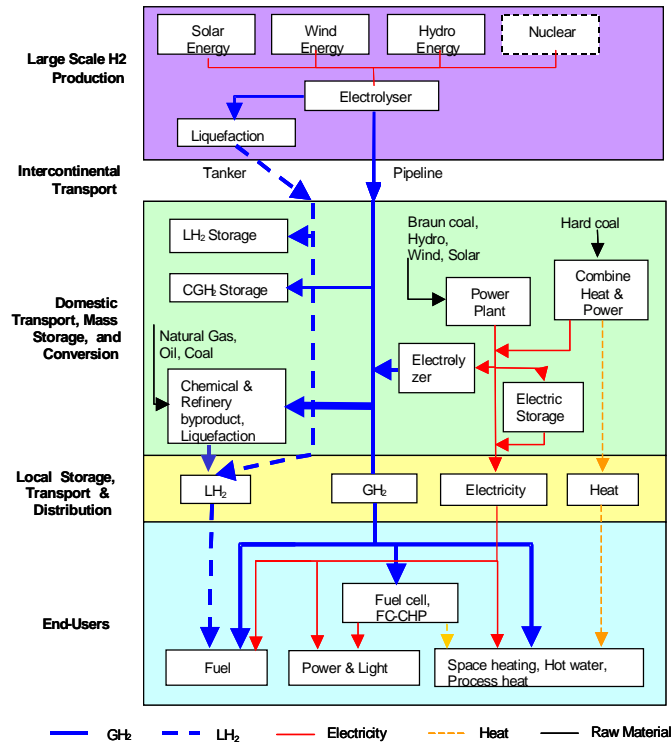 Solar
Energy
Wind
Energy
Hydro
Energy
Nuclear
Large Scale H2
Production
Electrolyser
Liquefaction
Intercontinental
Transport
Tanker
Pipeline
LH₂ Storage
Braun coal,
Hydro,
Wind, Solar
Hard coal
CGH₂ Storage
Power
Plant
Combine
Heat &
Power
Domestic
Transport, Mass
Storage, and
Conversion
Natural Gas,
Oil, Coal
Electroly
zer
Chemical &
Refinery
byproduct,
Liquefaction
Electric
Storage
Local Storage,
Transport &
Distribution
LH₂
GH₂
Electricity
Heat
End-Users
Fuel cell,
FC-CHP
Fuel
Power & Light
Space heating, Hot water,
Process heat
GH₂
LH₂
Electricity
Heat
Raw Material